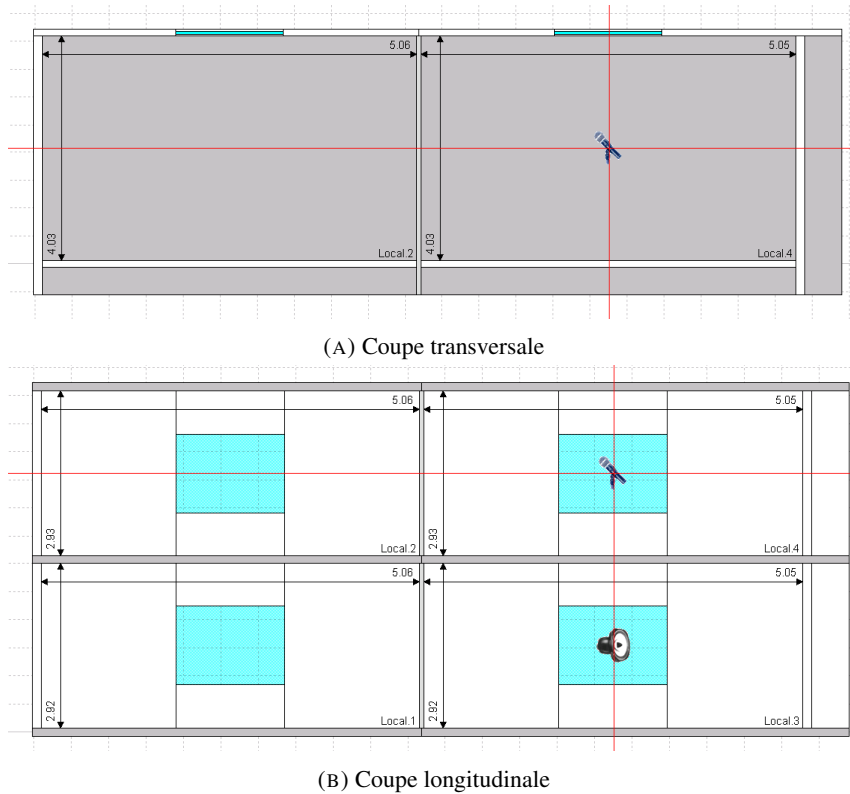 5.06 5.05
4.03 4.03
Local.2 Local.4
(A) Coupe transversale
5.06 5.05
2.93 2.93
Local.2 Local.4
5.06 5.05
2.92 2.92
Local.1 Local.3
(B) Coupe longitudinale